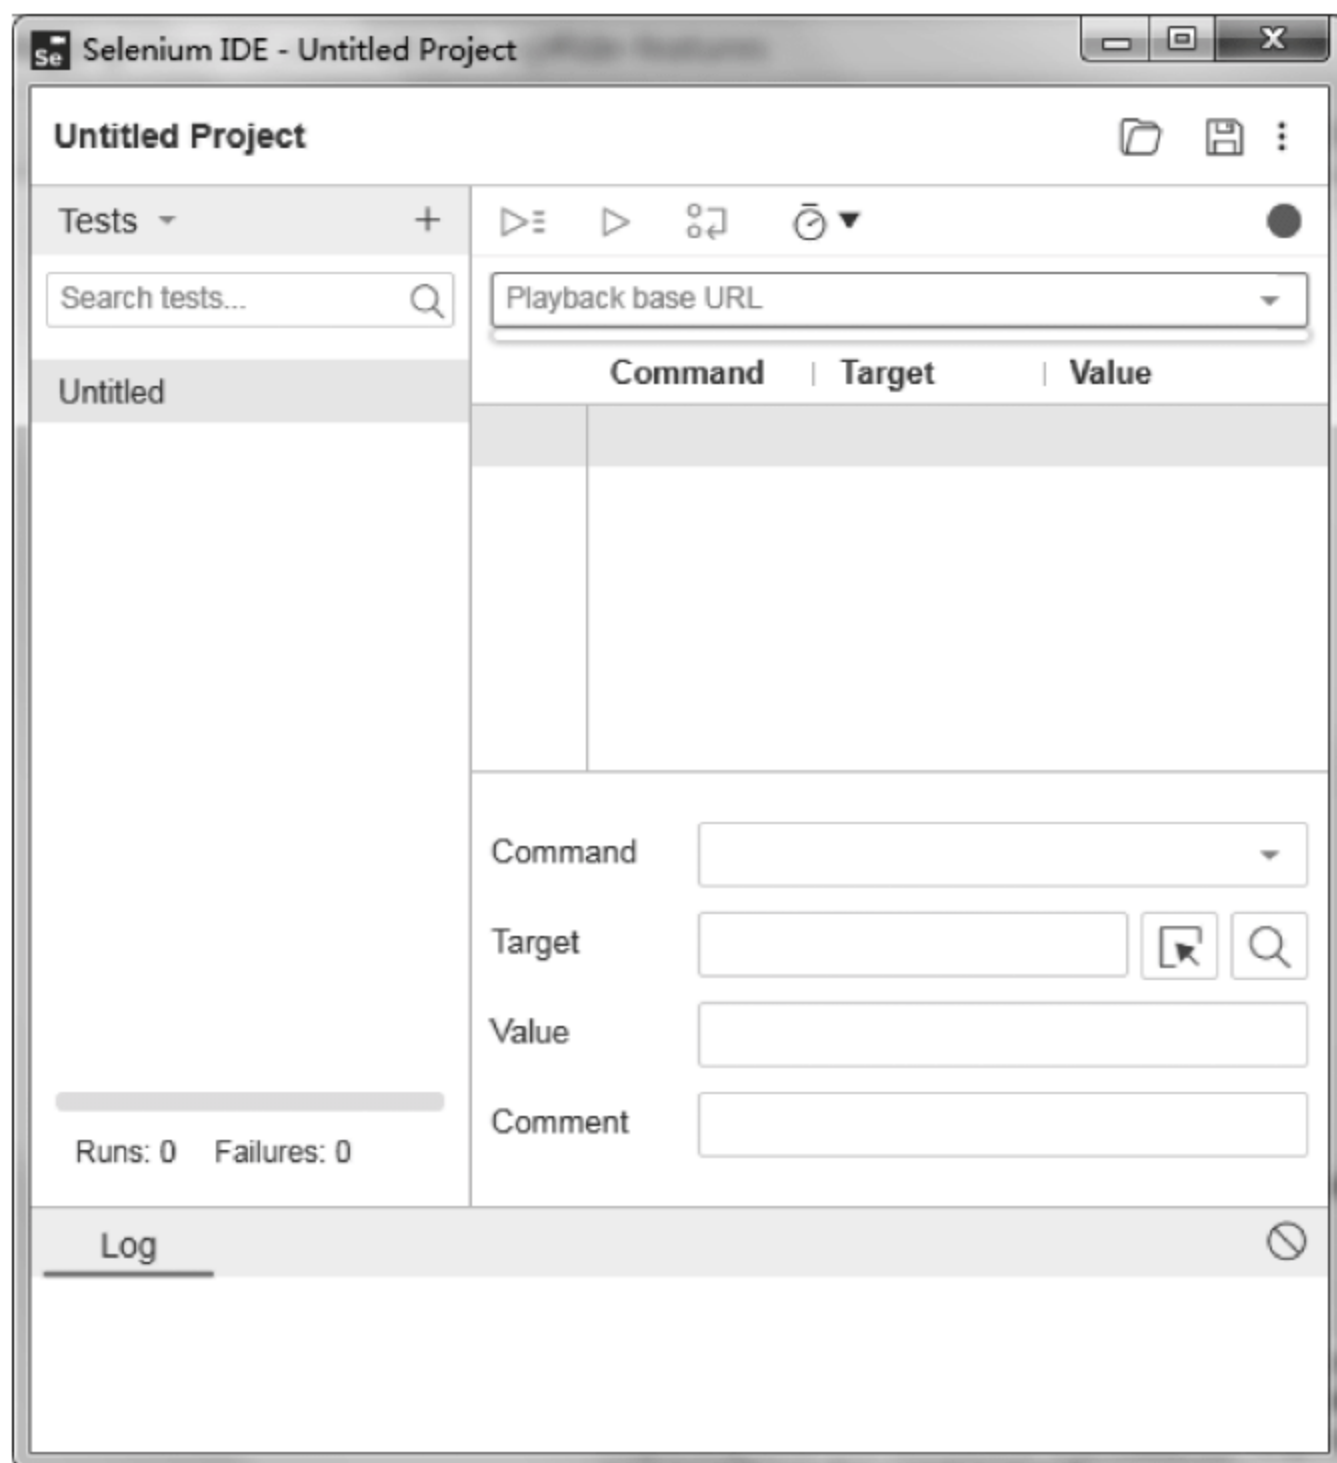 Se Selenium IDE - Untitled Project
Untitled Project
Tests
Search tests...
Untitled
Runs: 0 Failures: 0
Playback base URL
Command Target Value
Command
Target
Value
Comment
Log